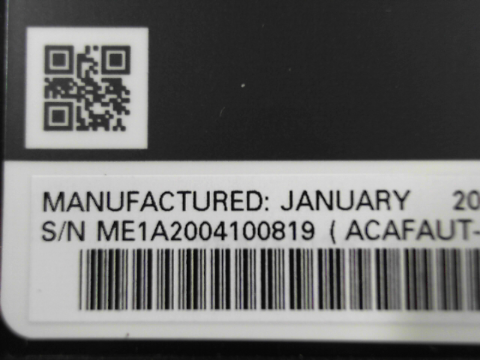 MANUFACTURED: JANUARY 20
S/N ME1A2004100819 ( ACAFAUT-